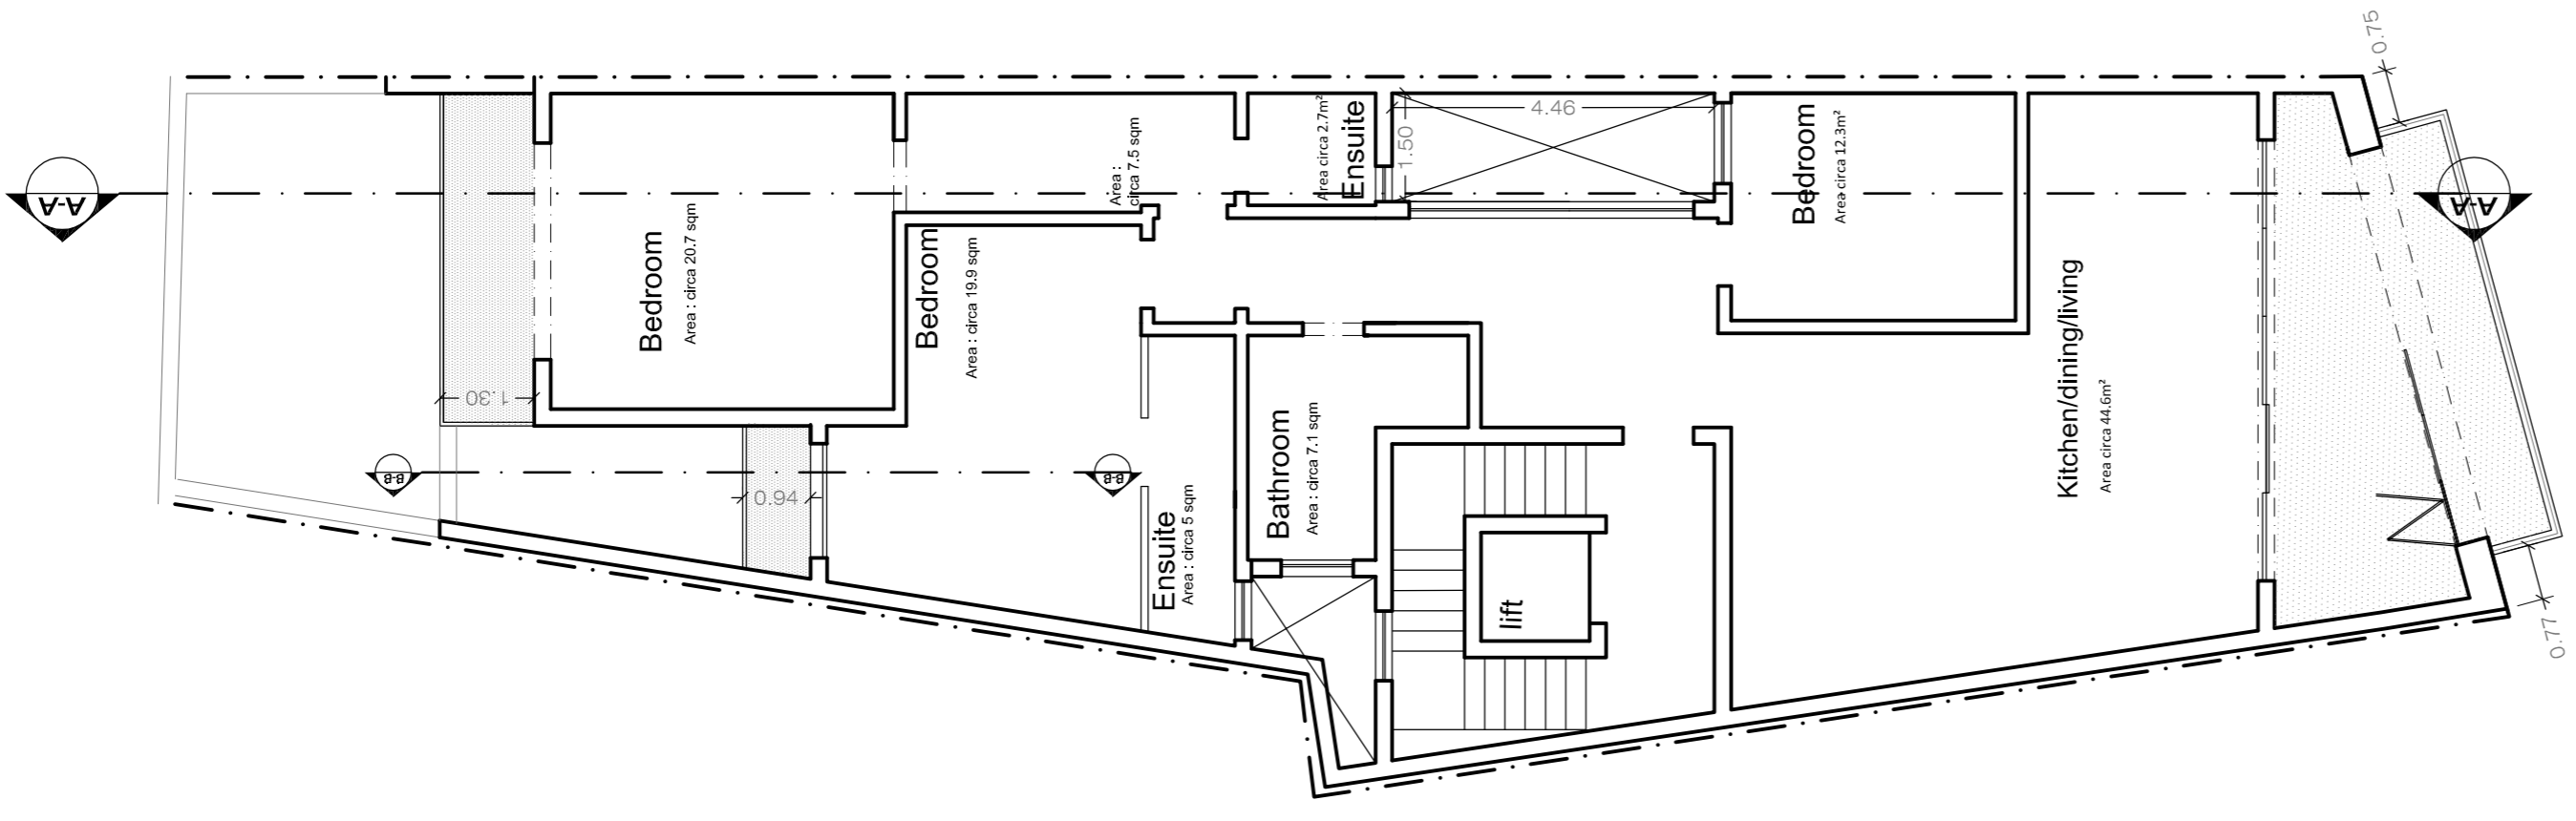 A-A
1.30
Bedroom
Area : circa 20.7 sqm
B-B
0.94
Bedroom
Area : circa 19.9 sqm
Area :
circa 7.5 sqm
B-B
Ensuite
Area : circa 5 sqm
Bathroom
Area : circa 7.1 sqm
Area circa 2.7m²
Ensuite
1.50
4.46
lift
Bedroom
Area circa 12.3m²
Kitchen/dining/living
Area circa 44.6m²
A-A
0.75
0.77